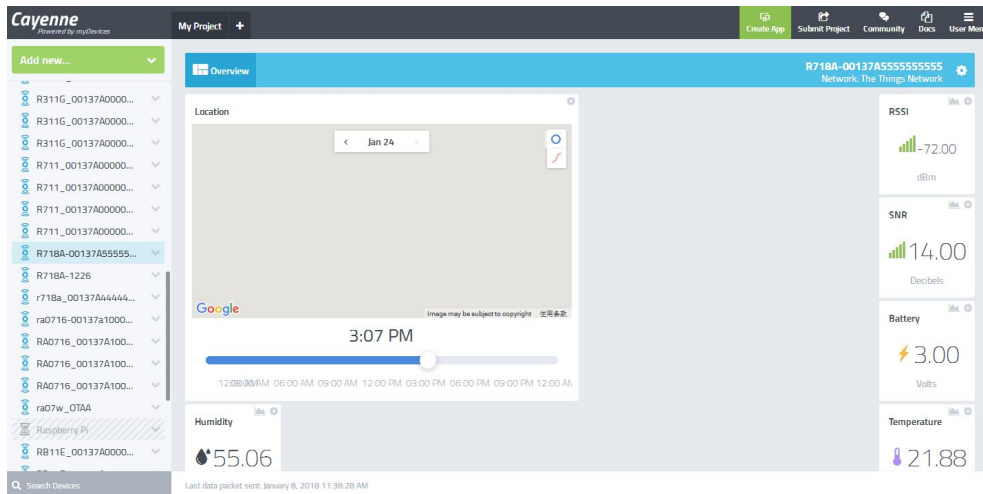 Cayenne
Powered by myDevices
My Project +
Create App
Submit Project
Community
Docs
User Men
Add new...
R311G_00137A0000...
R311G_00137A0000...
R311G_00137A0000...
R711_00137A00000...
R711_00137A00000...
R711_00137A00000...
R711_00137A00000...
R718A-00137A55555...
R718A-1226
r718a_00137A44444...
ra0716-00137a1000...
RA0716_00137A100...
RA0716_00137A100...
RA0716_00137A100...
ra07w_OTAA
Raspberry Pi
RB11E_00137A0000...
Search Devices
Overview
R718A-00137A5555555555
Network: The Things Network
Location
Jan 24
Google
Image may be subject to copyright 使用条款
3:07 PM
06:00 AM 09:00 AM 12:00 PM 03:00 PM 06:00 PM 09:00 PM 12:00 AM
RSSI
-72.00
dBm
SNR
14.00
Decibels
Battery
3.00
Volts
Humidity
55.06
Temperature
21.88
Last data packet sent: January 8, 2018 11:38:28 AM